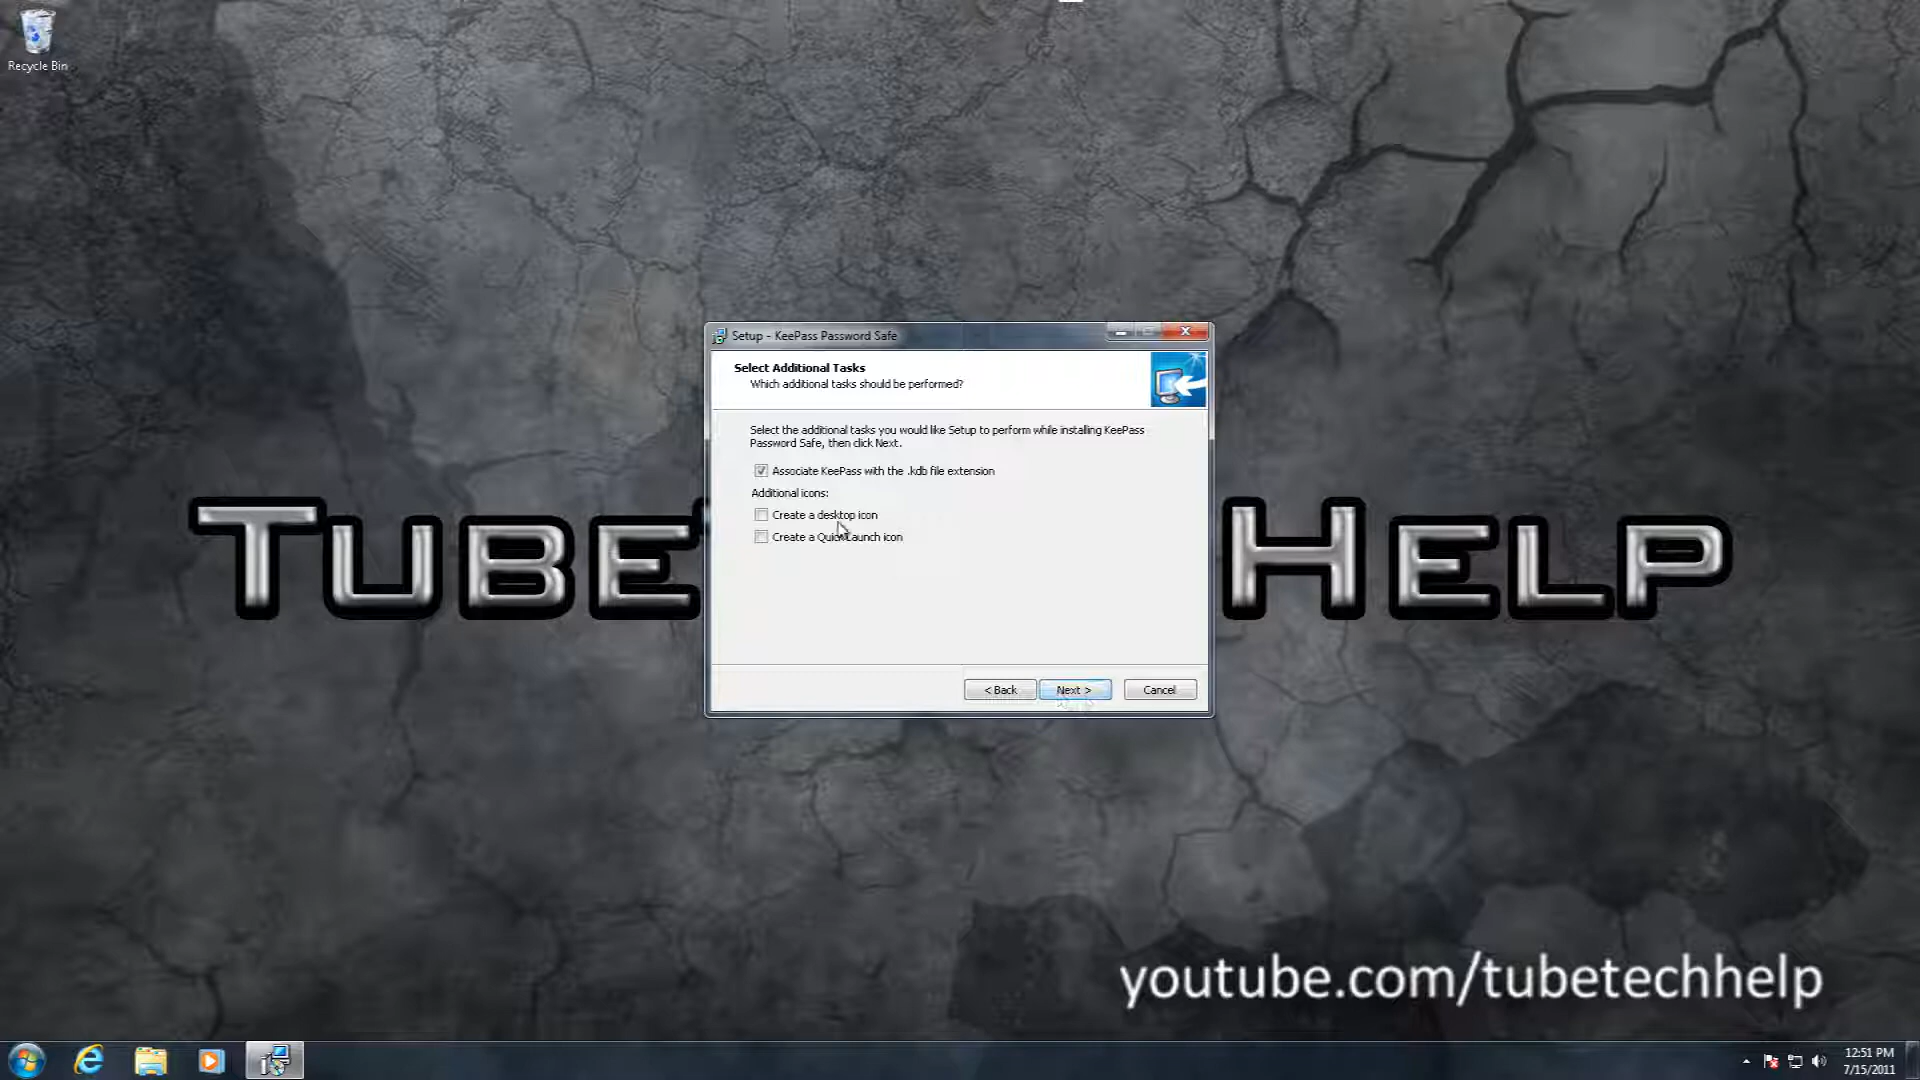 Recycle Bin
Setup - KeePass Password Safe
Select Additional Tasks
Which additional tasks should be performed?
Select the additional tasks you would like Setup to perform while installing KeePass
Password Safe, then click Next.
Associate KeePass with the .kdb file extension
Additional icons:
Create a desktop icon
Create a Quick Launch icon
Tube Help
< Back
Next >
Cancel
youtube.com/tubetechhelp
12:51 PM
7/15/2011